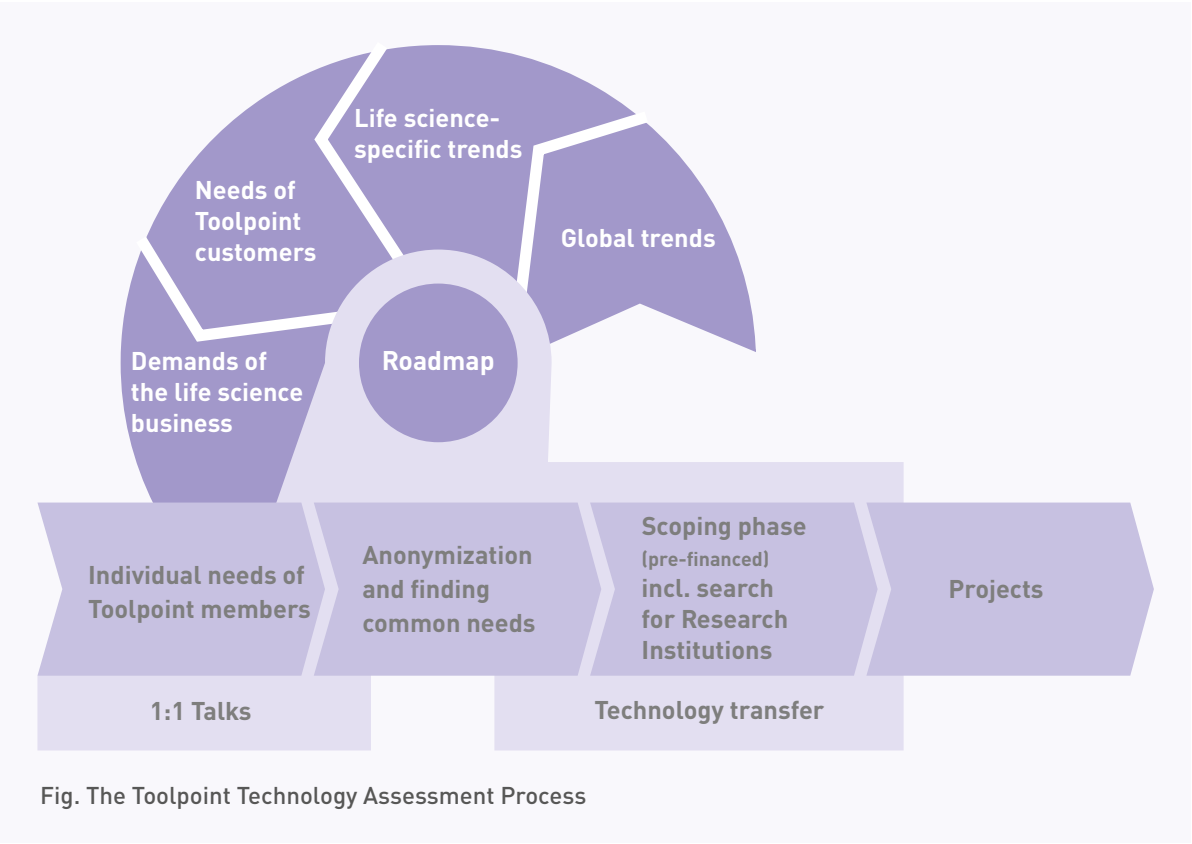 Life science-
specific trends
Needs of
Toolpoint
customers
Global trends
Demands of
the life science
business
Roadmap
Individual needs of
Toolpoint members
Anonymization
and finding
common needs
Scoping phase
(pre-financed)
incl. search
for Research
Institutions
Projects
1:1 Talks
Technology transfer
Fig. The Toolpoint Technology Assessment Process